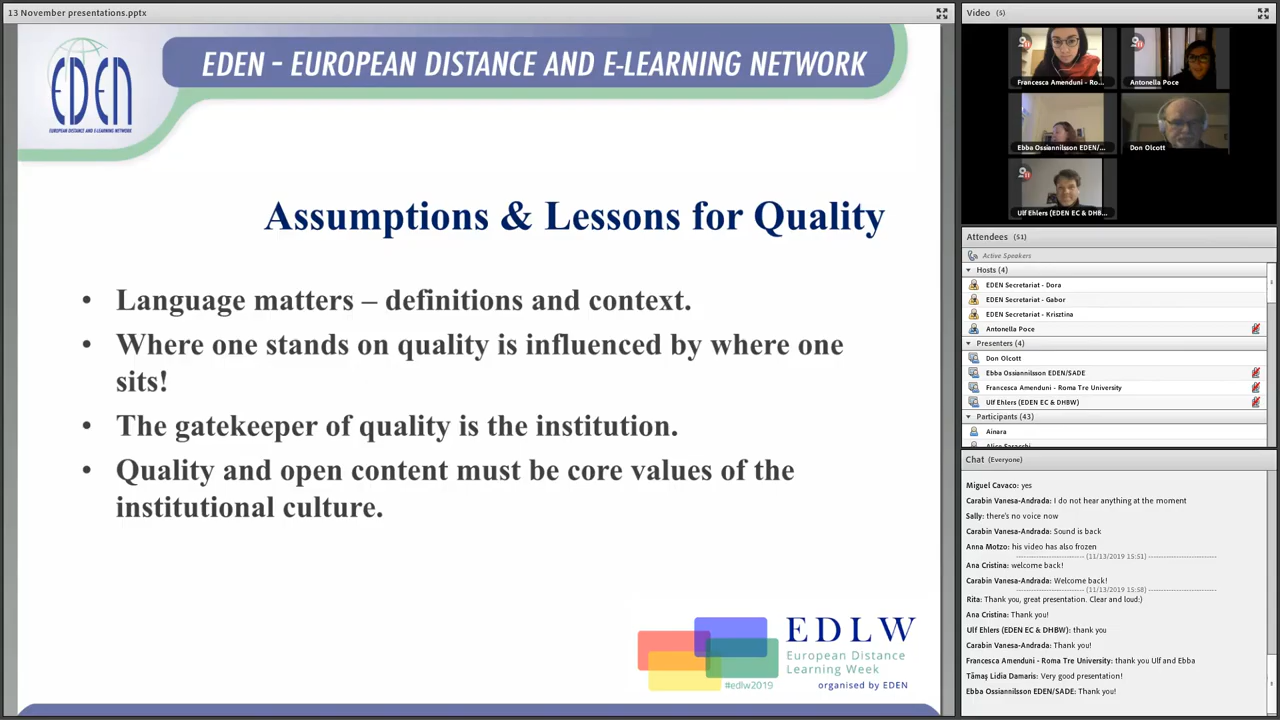 13 November presentations.pptx
EDEN
EUROPEAN DISTANCE AND E-LEARNING NETWORK
EDEN – EUROPEAN DISTANCE AND E-LEARNING NETWORK
Assumptions & Lessons for Quality
• Language matters – definitions and context.
• Where one stands on quality is influenced by where one
sits!
• The gatekeeper of quality is the institution.
• Quality and open content must be core values of the
institutional culture.
EDLW
European Distance
Learning Week
#edlw2019
organised by EDEN
Video (5)
Francesca Amenduni - Ro...
Antonella Poce
Ebba Ossiannilsson EDEN/...
Don Olcott
Ulf Ehlers (EDEN EC & DHB...
Attendees (51)
Active Speakers
Hosts (4)
EDEN Secretariat - Dora
EDEN Secretariat - Gabor
EDEN Secretariat - Krisztina
Antonella Poce
Presenters (4)
Don Olcott
Ebba Ossiannilsson EDEN/SADE
Francesca Amenduni - Roma Tre University
Ulf Ehlers (EDEN EC & DHBW)
Participants (43)
Ainara
Chat (Everyone)
Miguel Cavaco: yes
Carabin Vanesa-Andrada: I do not hear anything at the moment
Sally: there's no voice now
Carabin Vanesa-Andrada: Sound is back
Anna Motzo: his video has also frozen
(11/13/2019 15:51)
Ana Cristina: welcome back!
Carabin Vanesa-Andrada: Welcome back!
(11/13/2019 15:58)
Rita: Thank you, great presentation. Clear and loud:)
Ana Cristina: Thank you!
Ulf Ehlers (EDEN EC & DHBW): thank you
Carabin Vanesa-Andrada: Thank you!
Francesca Amenduni - Roma Tre University: thank you Ulf and Ebba
Tămaş Lidia Damaris: Very good presentation!
Ebba Ossiannilsson EDEN/SADE: Thank you!